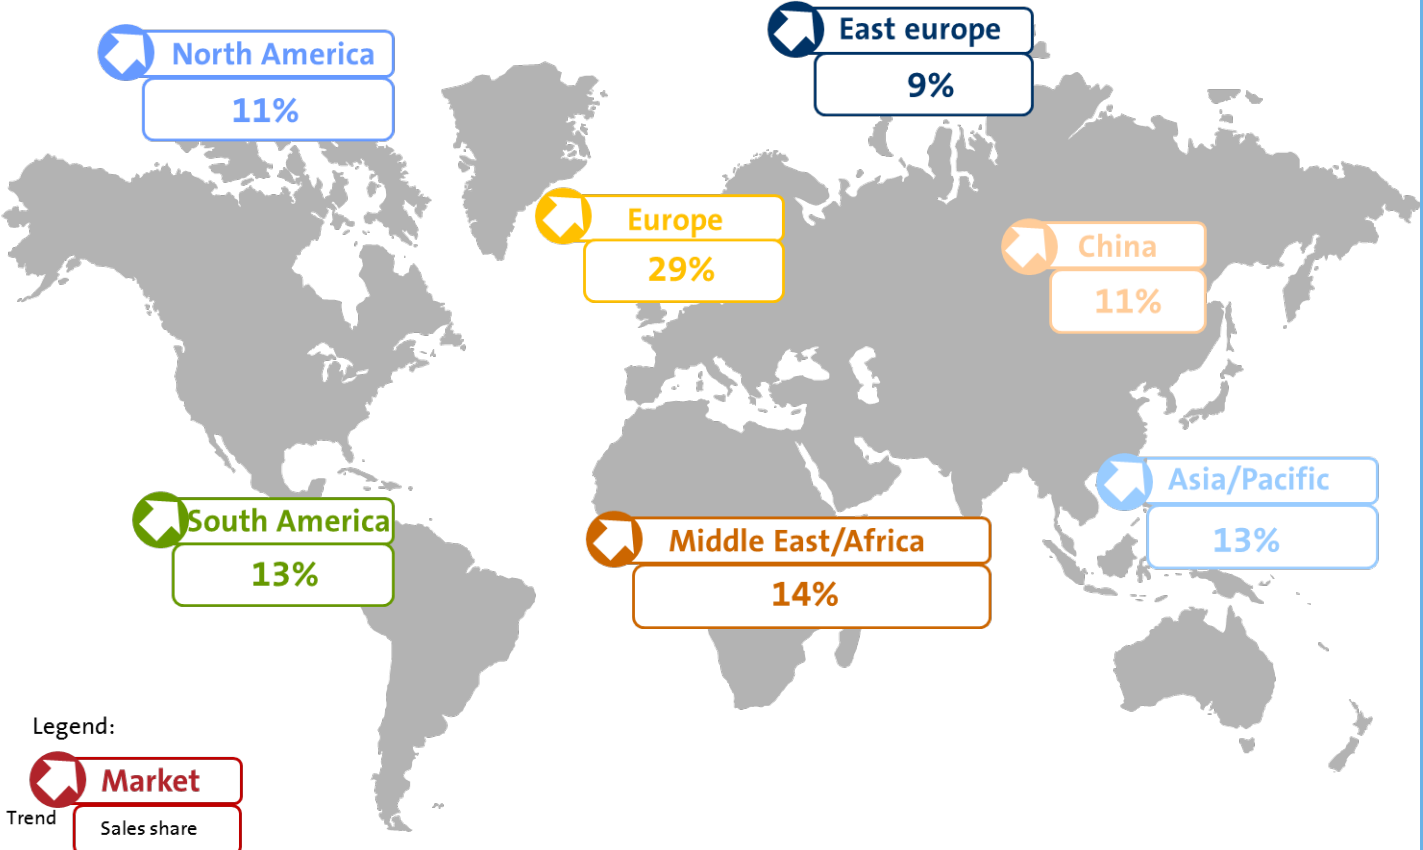 North America
11%
East europe
9%
Europe
29%
China
11%
South America
13%
Middle East/Africa
14%
Asia/Pacific
13%
Legend:
Market
Trend
Sales share